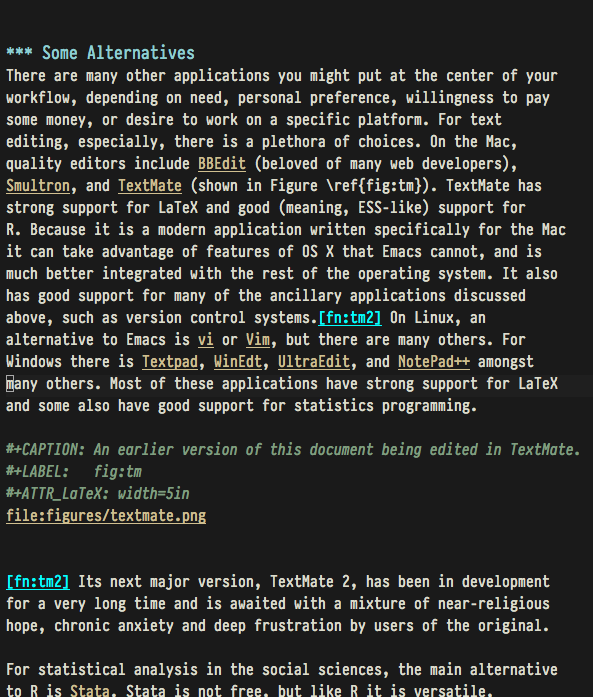 *** Some Alternatives
There are many other applications you might put at the center of your
workflow, depending on need, personal preference, willingness to pay
some money, or desire to work on a specific platform. For text
editing, especially, there is a plethora of choices. On the Mac,
quality editors include BBEdit (beloved of many web developers),
Smultron, and TextMate (shown in Figure \ref{fig:tm}). TextMate has
strong support for LaTeX and good (meaning, ESS-like) support for
R. Because it is a modern application written specifically for the Mac
it can take advantage of features of OS X that Emacs cannot, and is
much better integrated with the rest of the operating system. It also
has good support for many of the ancillary applications discussed
above, such as version control systems.[fn:tm2] On Linux, an
alternative to Emacs is vi or Vim, but there are many others. For
Windows there is Textpad, WinEdt, UltraEdit, and NotePad++ amongst
many others. Most of these applications have strong support for LaTeX
and some also have good support for statistics programming.
#+CAPTION: An earlier version of this document being edited in TextMate.
#+LABEL:   fig:tm
#+ATTR_LaTeX: width=5in
file:figures/textmate.png
[fn:tm2] Its next major version, TextMate 2, has been in development
for a very long time and is awaited with a mixture of near-religious
hope, chronic anxiety and deep frustration by users of the original.
For statistical analysis in the social sciences, the main alternative
to R is Stata. Stata is not free, but like R it is versatile,